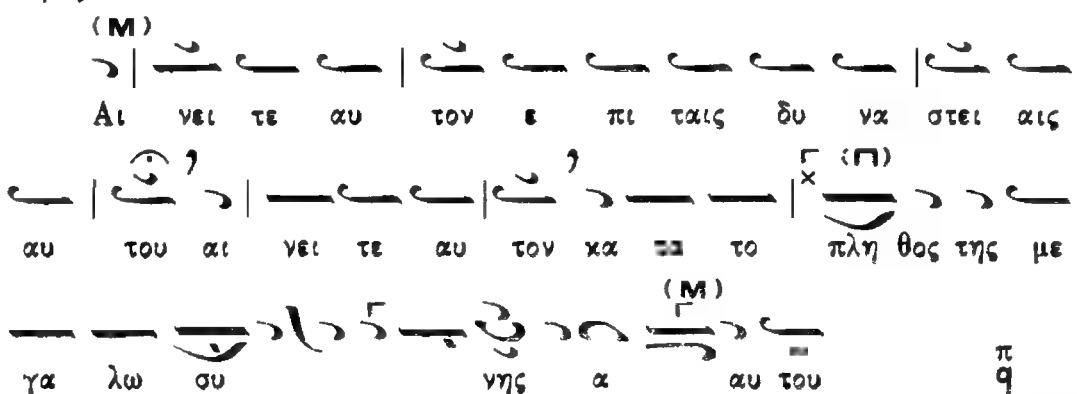 (Μ)
Αι νει τε αυ τον ε πι ταις δυ να στει αις
(Π)
αυ του αι νει τε αυ τον κα τα το πλη θος της με
(Μ)
γα λω συ νης α αυ του
π
q